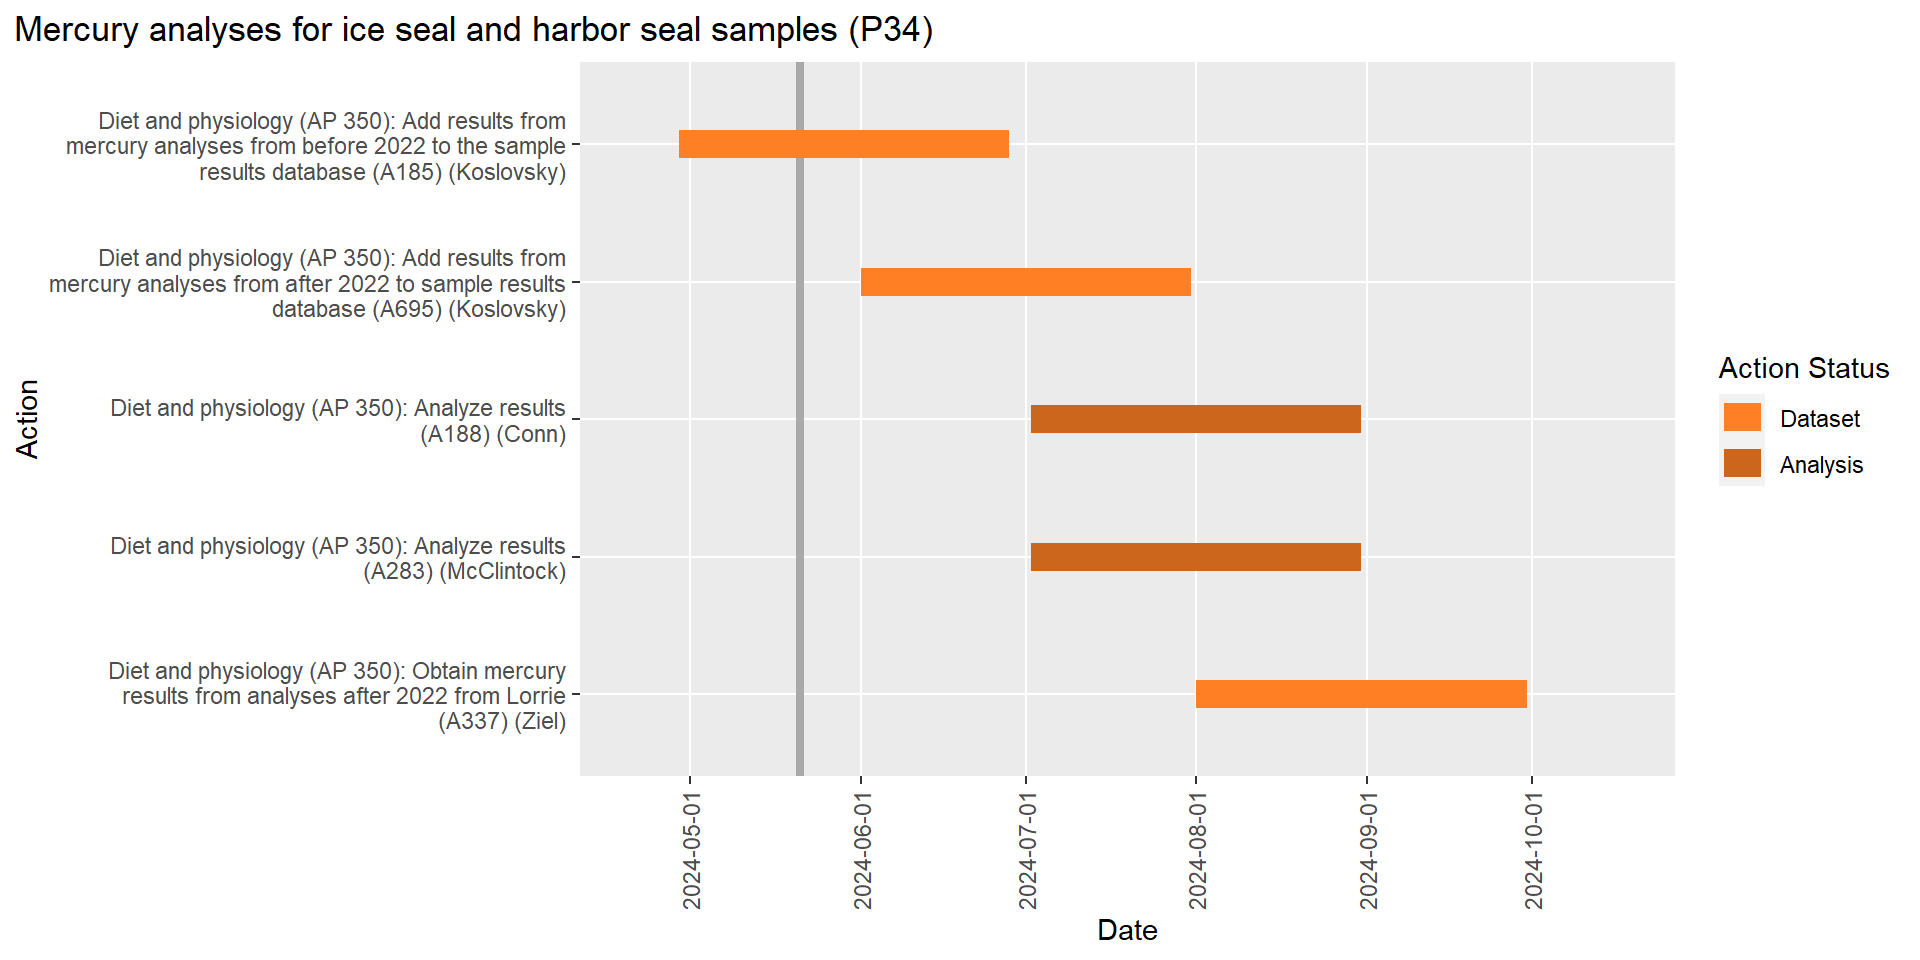 Mercury analyses for ice seal and harbor seal samples (P34)
Action
Diet and physiology (AP 350): Add results from
mercury analyses from before 2022 to the sample
results database (A185) (Koslovsky)
Diet and physiology (AP 350): Add results from
mercury analyses from after 2022 to sample results
database (A695) (Koslovsky)
Diet and physiology (AP 350): Analyze results
(A188) (Conn)
Diet and physiology (AP 350): Analyze results
(A283) (McClintock)
Diet and physiology (AP 350): Obtain mercury
results from analyses after 2022 from Lorrie
(A337) (Ziel)
2024-05-01
2024-06-01
2024-07-01
2024-08-01
2024-09-01
2024-10-01
Date
Action Status
Dataset
Analysis